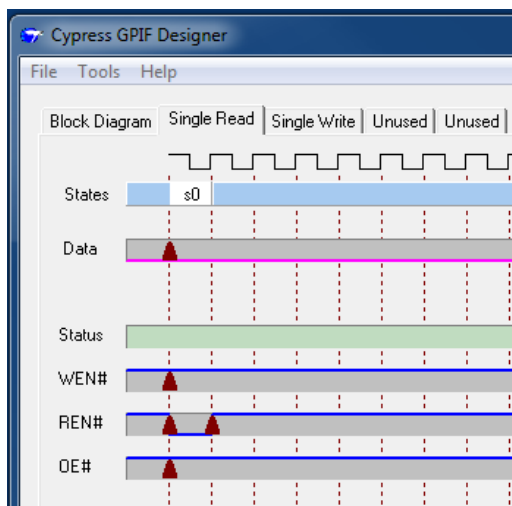 Cypress GPIF Designer
File Tools Help
Block Diagram Single Read Single Write Unused Unused
States s0
Data
Status
WEN#
REN#
OE#